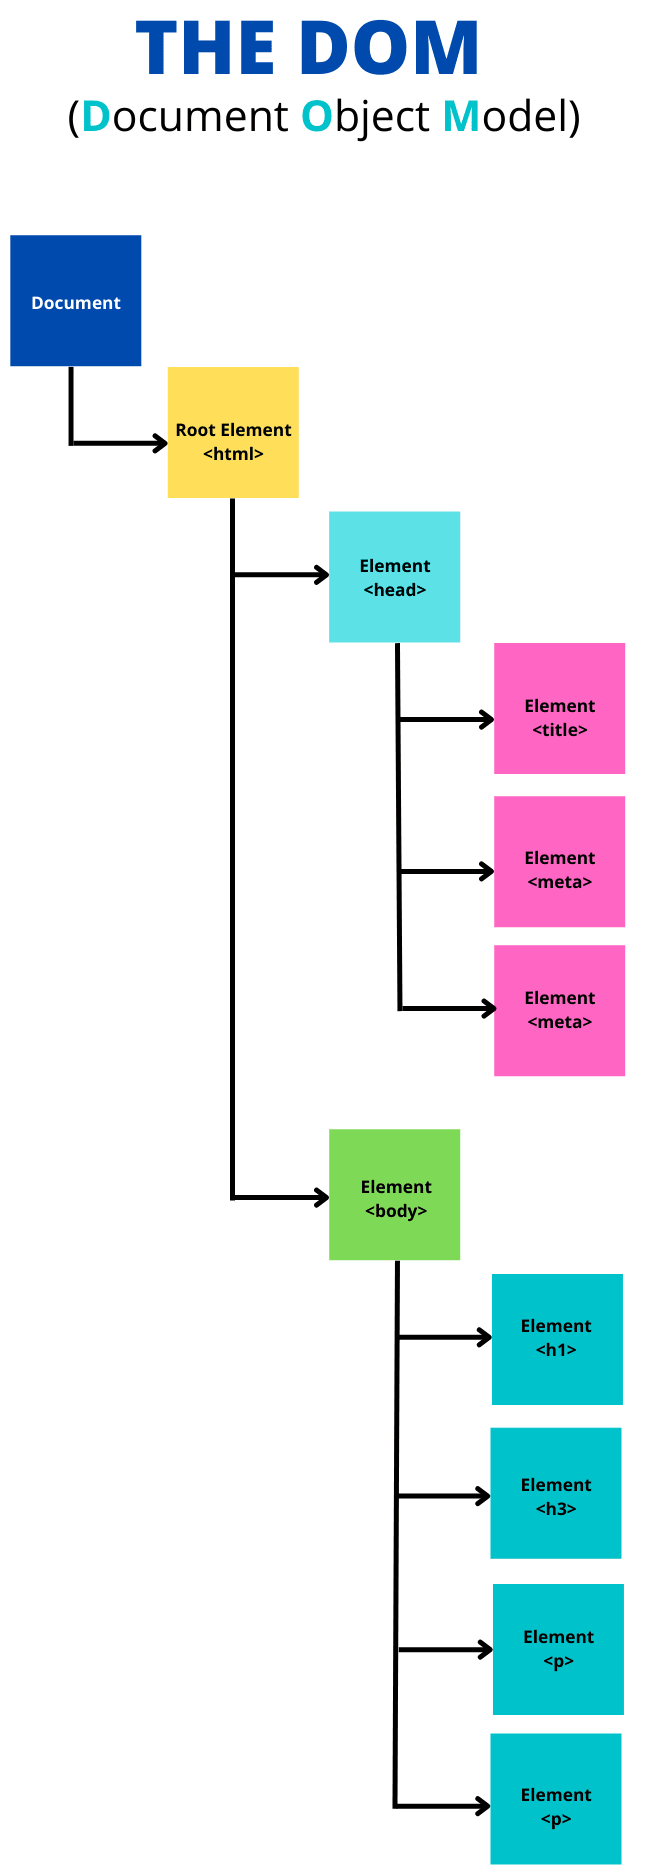 THE DOM
(Document Object Model)
Document
Root Element
<html>
Element
<head>
Element
<title>
Element
<meta>
Element
<meta>
Element
<body>
Element
<h1>
Element
<h3>
Element
<p>
Element
<p>